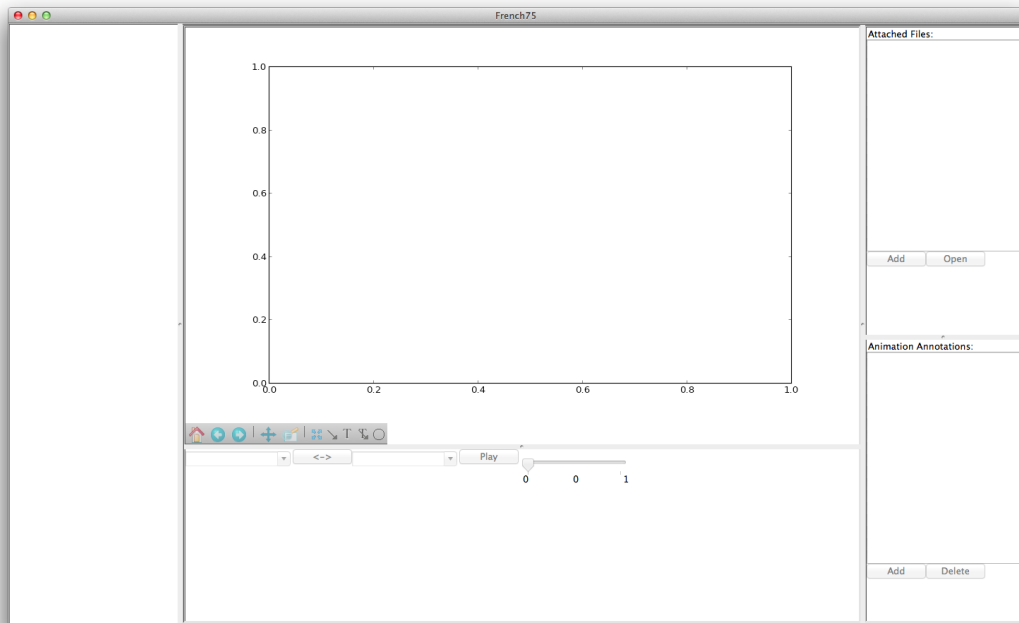 French75
Attached Files:
1.0
0.8
0.6
0.4
0.2
0.0
0.0 0.2 0.4 0.6 0.8 1.0
Add Open
Animation Annotations:
T T
<-> Play
0 0 1
Add Delete